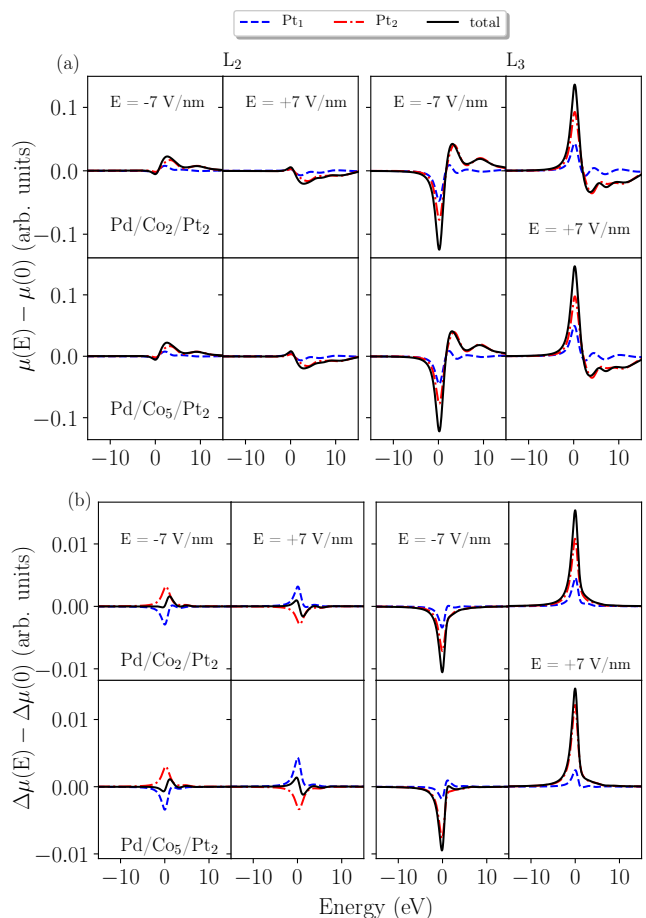 Pt₁ Pt₂ total
(a) L₂ L₃
E = -7 V/nm E = +7 V/nm E = -7 V/nm
0.1
0.0
−0.1
Pd/Co₂/Pt₂ E = +7 V/nm
0.1
0.0
−0.1
Pd/Co₅/Pt₂
μ(E) − μ(0) (arb. units)
−10 0 10 −10 0 10 −10 0 10 −10 0 10
(b)
E = -7 V/nm E = +7 V/nm E = -7 V/nm
0.01
0.00
−0.01
Pd/Co₂/Pt₂ E = +7 V/nm
0.01
0.00
−0.01
Pd/Co₅/Pt₂
Δμ(E) − Δμ(0) (arb. units)
−10 0 10 −10 0 10 −10 0 10 −10 0 10
Energy (eV)